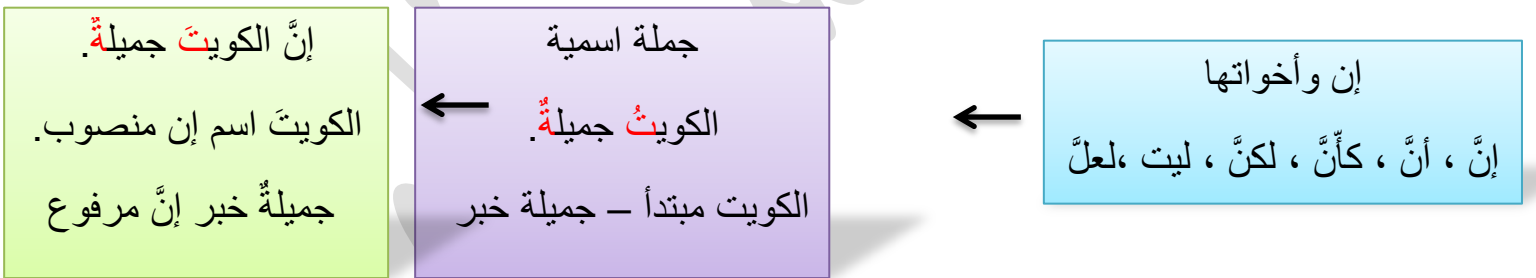 إن وأخواتها
إنَّ ، أنَّ ، كأّنَّ ، لكنَّ ، ليت ،لعلَّ
جملة اسمية
الكويتُ جميلةٌ.
الكويت مبتدأ – جميلة خبر
إنَّ الكويتَ جميلةٌ.
الكويتَ اسم إن منصوب.
جميلةٌ خبر إنَّ مرفوع